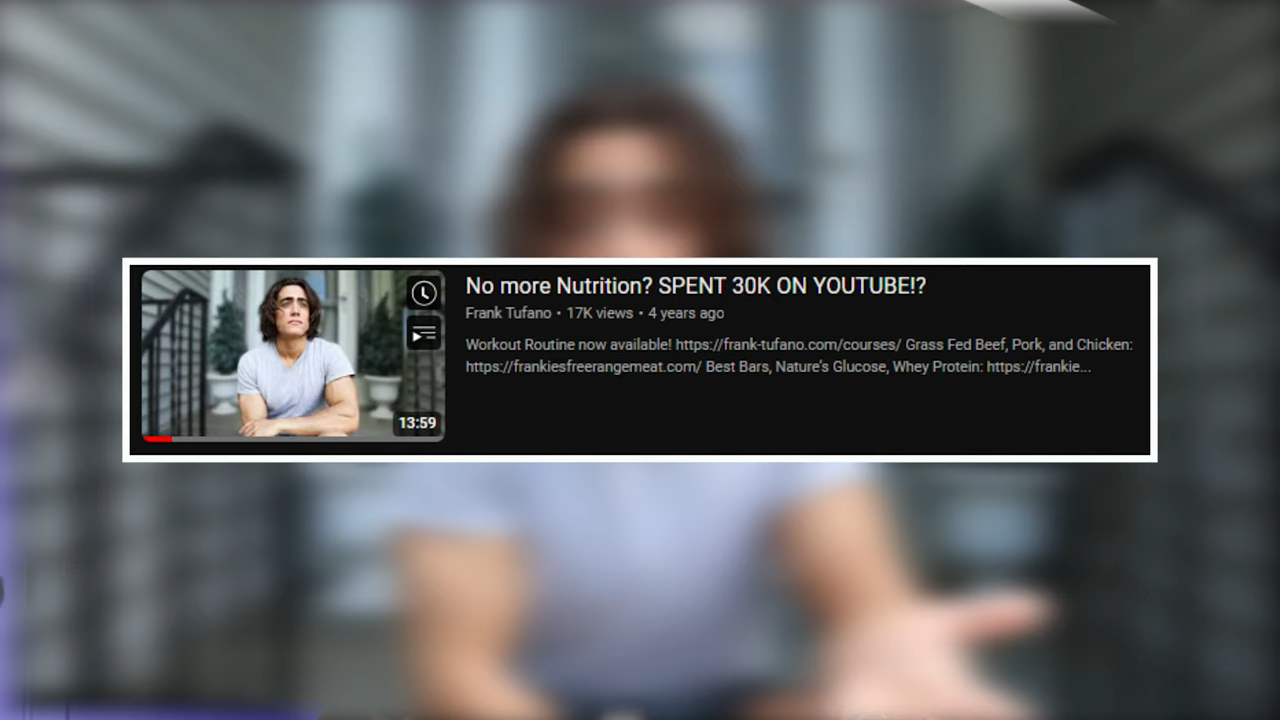 No more Nutrition? SPENT 30K ON YOUTUBE!?
Frank Tufano • 17K views • 4 years ago
Workout Routine now available! https://frank-tufano.com/courses/ Grass Fed Beef, Pork, and Chicken:
https://frankiesfreerangemeat.com/ Best Bars, Nature's Glucose, Whey Protein: https://frankie...
13:59